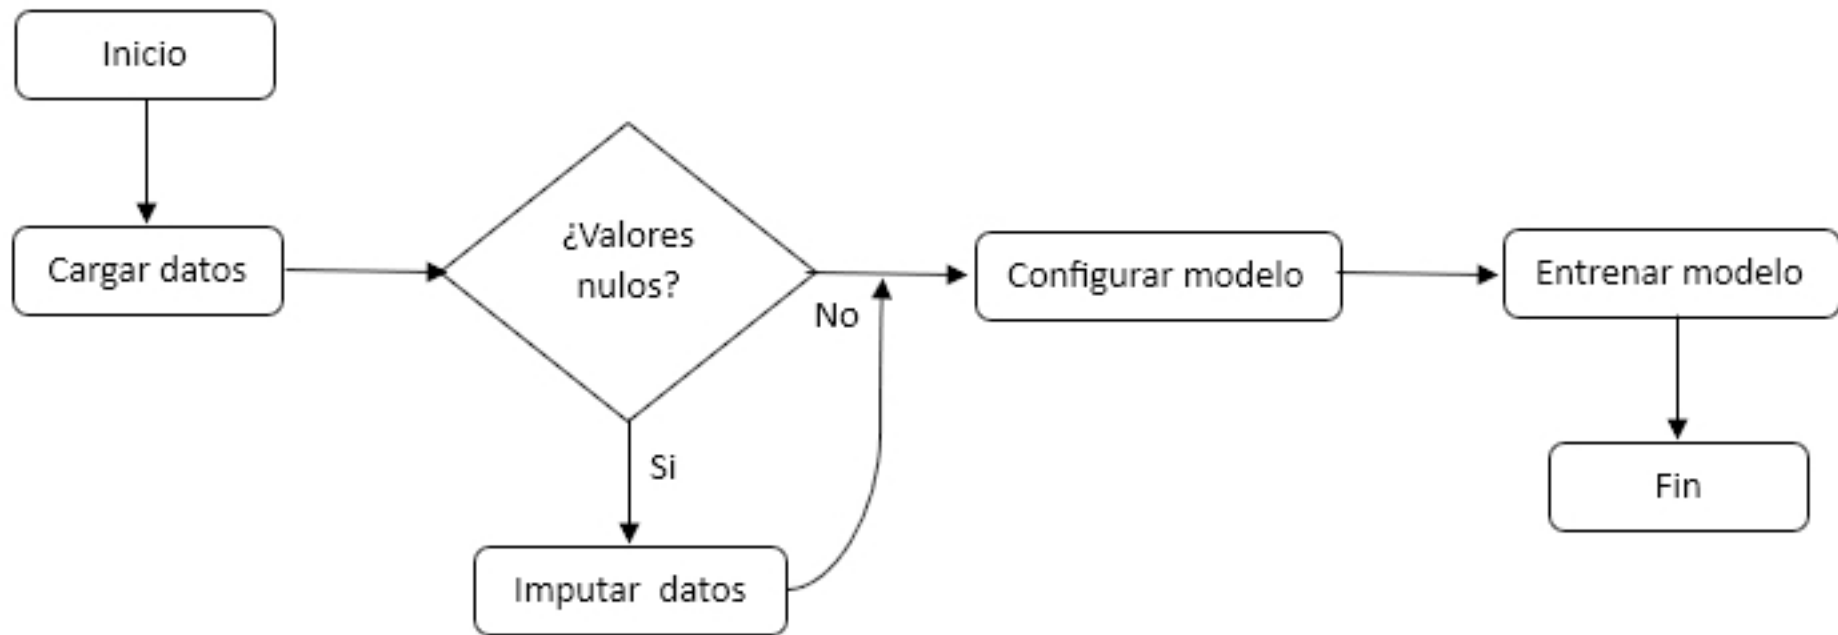 Inicio
Cargar datos
¿Valores
nulos?
No
Si
Imputar datos
Configurar modelo
Entrenar modelo
Fin